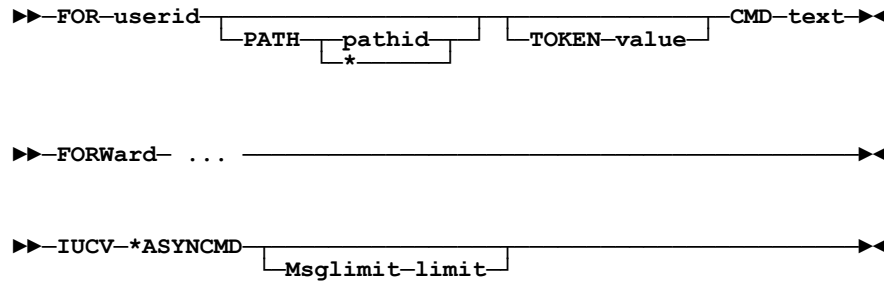 ►►─FOR─userid─┬──────────────────┬─┬─────────────┬─CMD─text─►◄
└─PATH─┬─pathid─┬─┘ └─TOKEN─value─┘
└─*──────┘
►►─FORWard─ ... ─►◄
►►─IUCV─*ASYNCMD─┬────────────────┬─►◄
└─Msglimit─limit─┘